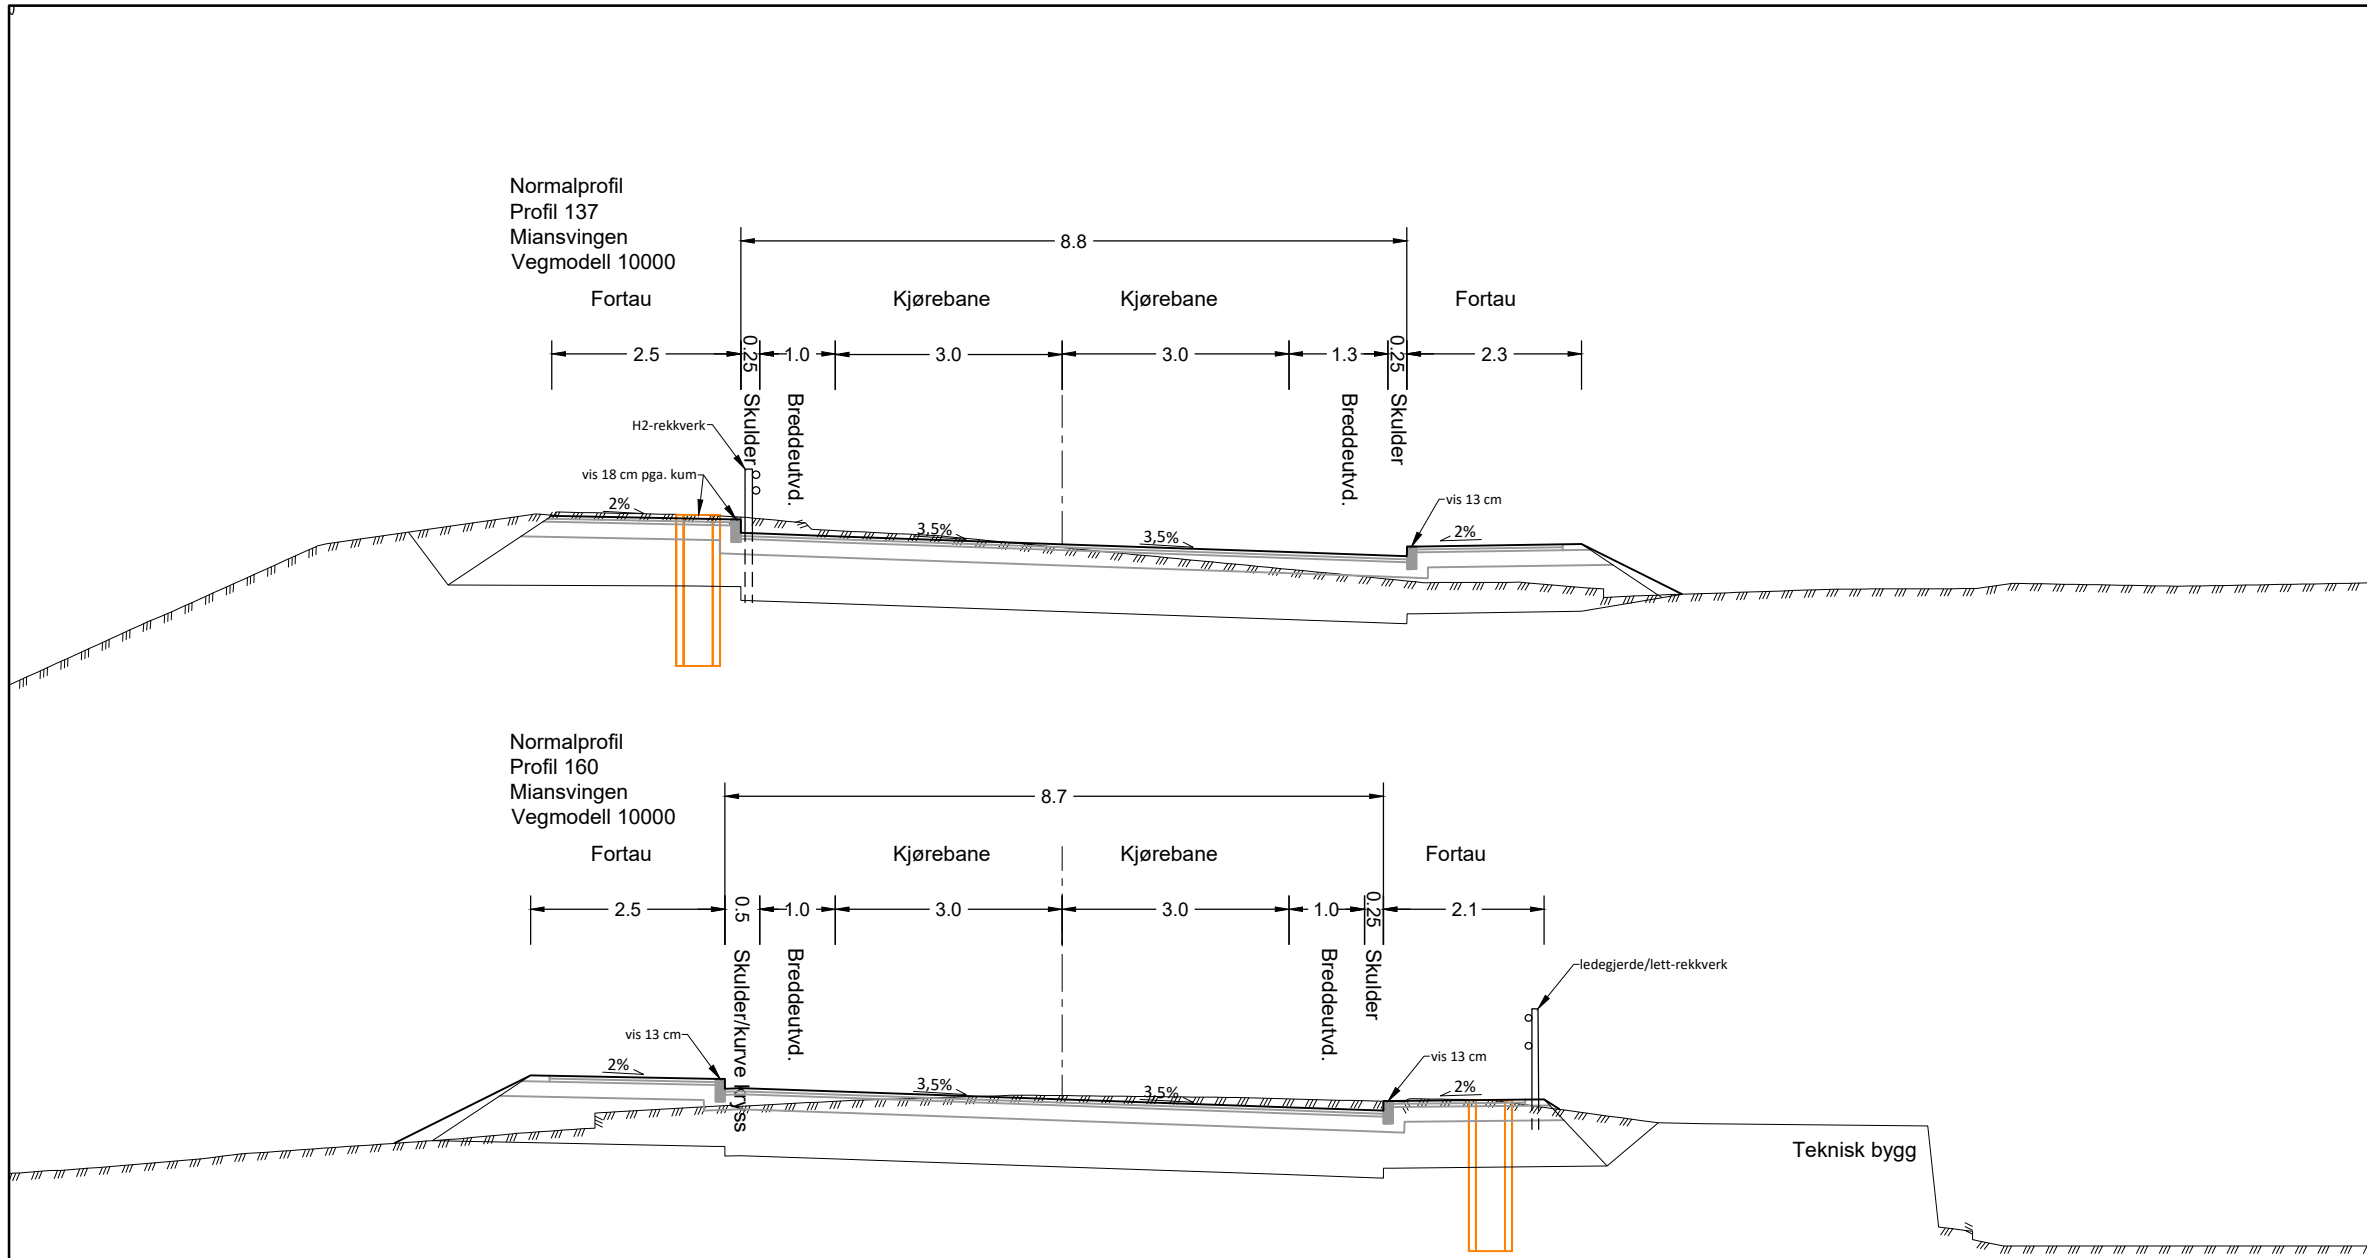 Normalprofil
Profil 137
Miansvingen
Vegmodell 10000
8.8
Fortau
Kjørebane
Kjørebane
Fortau
2.5
0.25
1.0
3.0
3.0
1.3
0.25
2.3
Skulder
Breddeutvd.
Breddeutvd.
Skulder
H2-rekkverk
vis 18 cm pga. kum
vis 13 cm
2%
3,5%
3,5%
2%
Normalprofil
Profil 160
Miansvingen
Vegmodell 10000
8.7
Fortau
Kjørebane
Kjørebane
Fortau
2.5
0.5
1.0
3.0
3.0
1.0
0.25
2.1
Skulder/kurve kryss
Breddeutvd.
Breddeutvd.
Skulder
ledegjerde/lett-rekkverk
vis 13 cm
vis 13 cm
2%
3,5%
3,5%
2%
Teknisk bygg